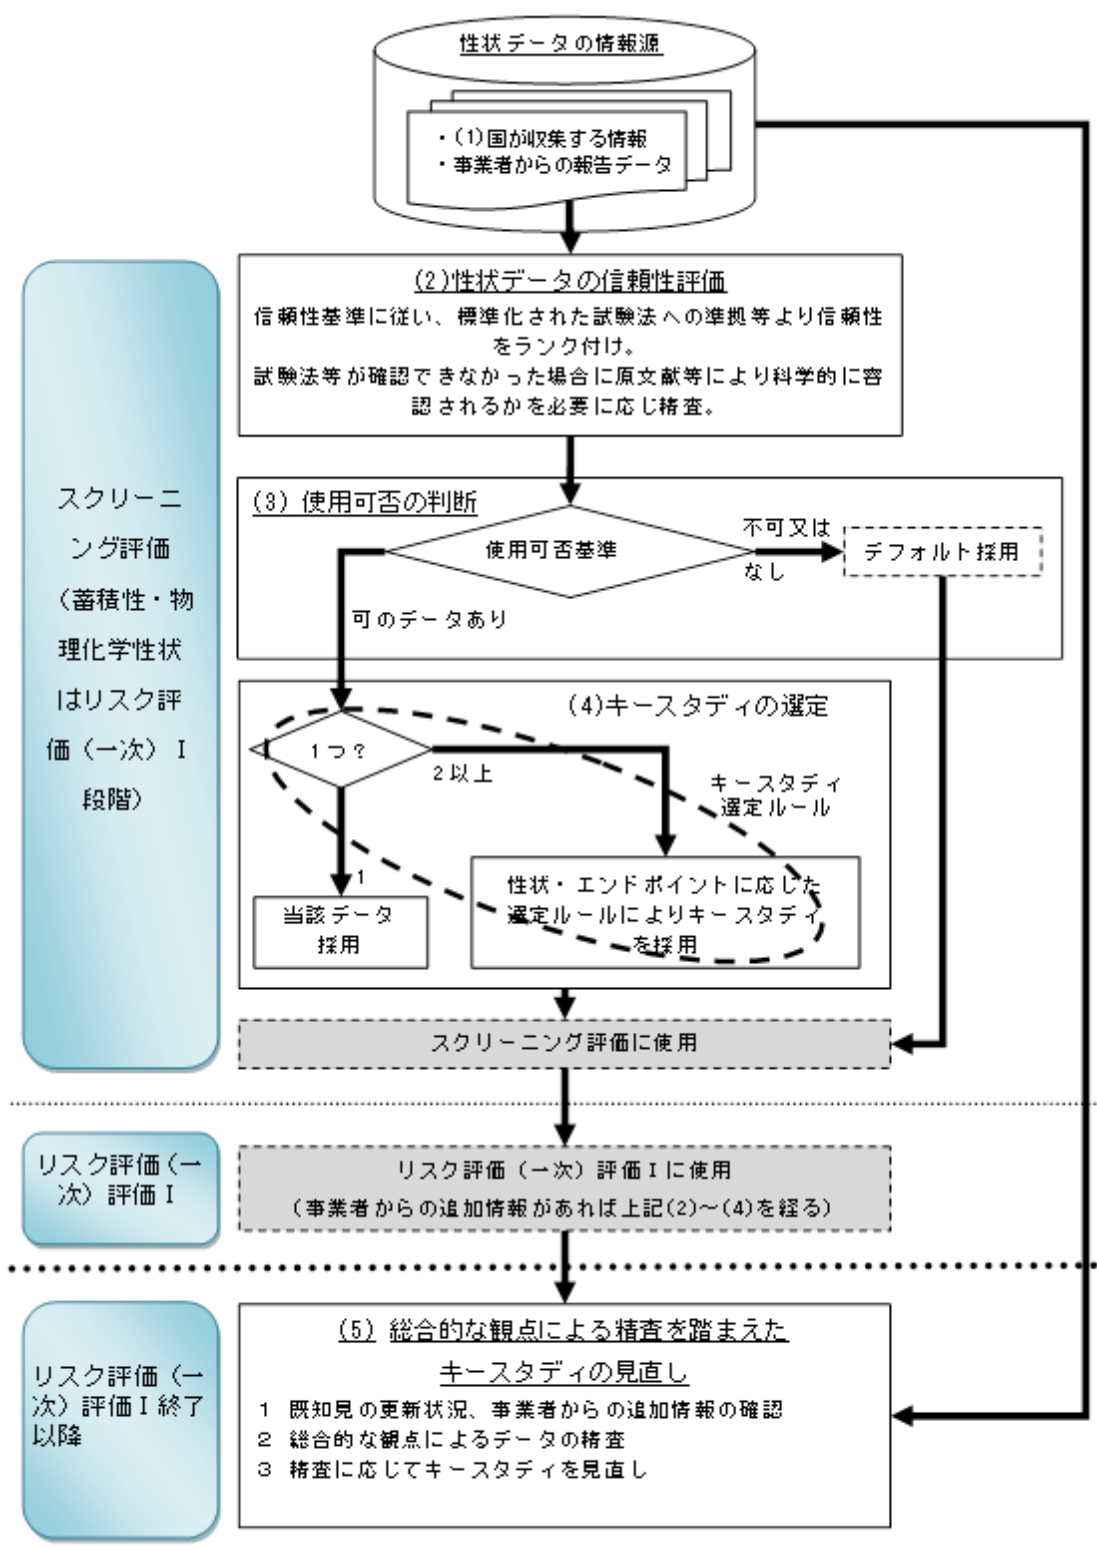 性状データの情報源
・(1)国が収集する情報
・事業者からの報告データ
スクリーニ
ング評価
（蓄積性・物
理化学性状
はリスク評
価（一次）Ⅰ
段階）
(2)性状データの信頼性評価
信頼性基準に従い、標準化された試験法への準拠等より信頼性
をランク付け。
試験法等が確認できなかった場合に原文献等により科学的に容
認されるかを必要に応じ精査。
(3) 使用可否の判断
使用可否基準
不可又は
なし
デフォルト採用
可のデータあり
(4)キースタディの選定
1つ？
2以上
キースタディ
選定ルール
1
当該データ
採用
性状・エンドポイントに応じた
選定ルールによりキースタディ
を採用
スクリーニング評価に使用
リスク評価（一
次）評価Ⅰ
リスク評価（一次）評価Ⅰに使用
（事業者からの追加情報があれば上記(2)～(4)を経る）
リスク評価（一
次）評価Ⅰ終了
以降
(5) 総合的な観点による精査を踏まえた
キースタディの見直し
1 既知見の更新状況、事業者からの追加情報の確認
2 総合的な観点によるデータの精査
3 精査に応じてキースタディを見直し